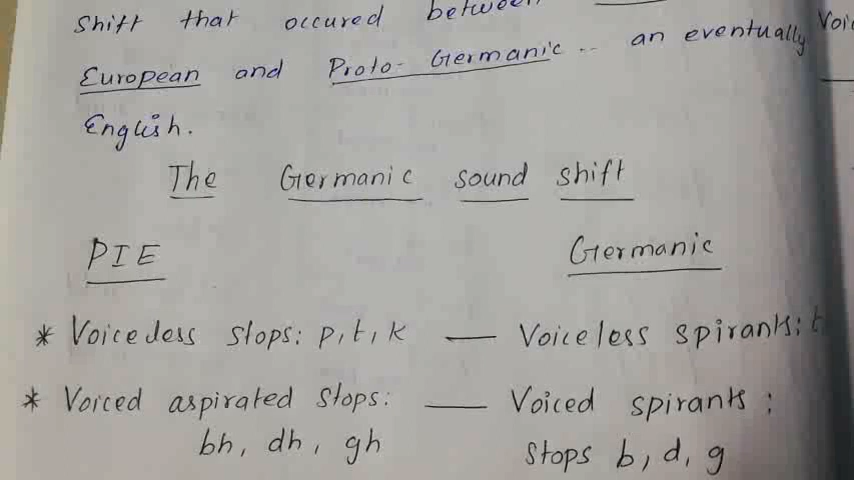 Shift that occured between
European and Proto- Germanic .. an eventually
English.
The Germanic sound shift
PIE Germanic
* Voiceless stops: p, t, k — Voiceless spirants:
* Voiced aspirated stops: — Voiced spirants:
bh, dh, gh stops b, d, g